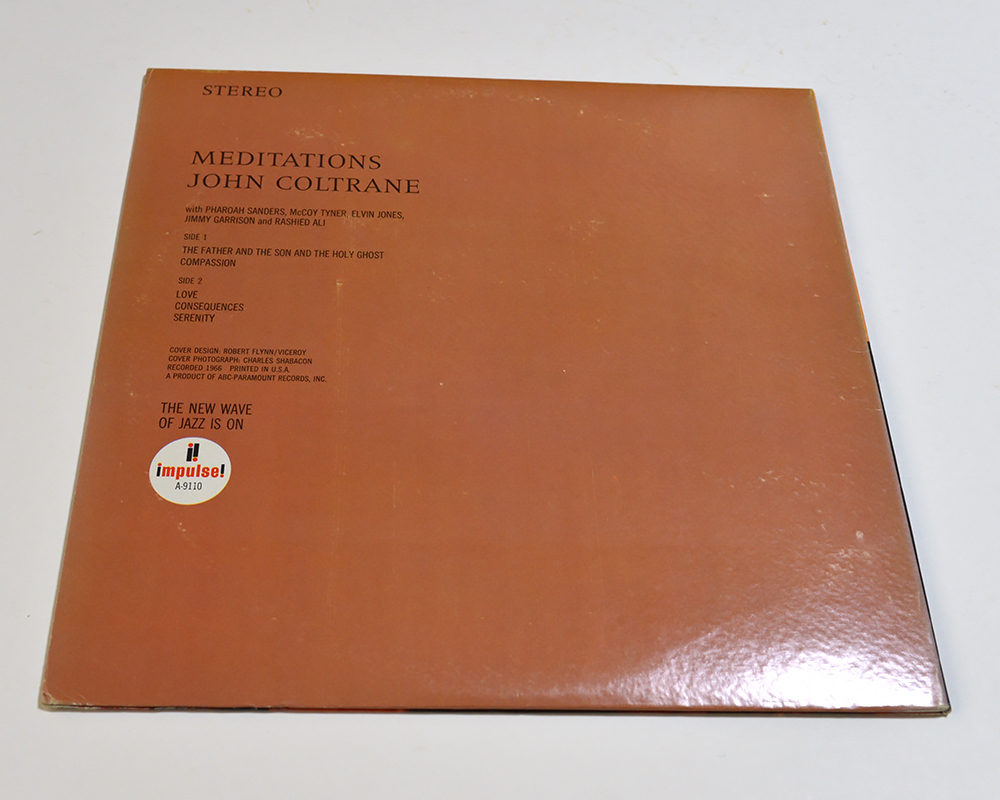 STEREO
MEDITATIONS
JOHN COLTRANE
with PHAROAH SANDERS, McCOY TYNER, ELVIN JONES,
JIMMY GARRISON and RASHIED ALI
SIDE 1
THE FATHER AND THE SON AND THE HOLY GHOST
COMPASSION
SIDE 2
LOVE
CONSEQUENCES
SERENITY
COVER DESIGN: ROBERT FLYNN/VICEROY
COVER PHOTOGRAPH: CHARLES SHABACON
RECORDED 1966 PRINTED IN U.S.A.
A PRODUCT OF ABC-PARAMOUNT RECORDS, INC.
THE NEW WAVE
OF JAZZ IS ON
i!
impulse!
A-9110